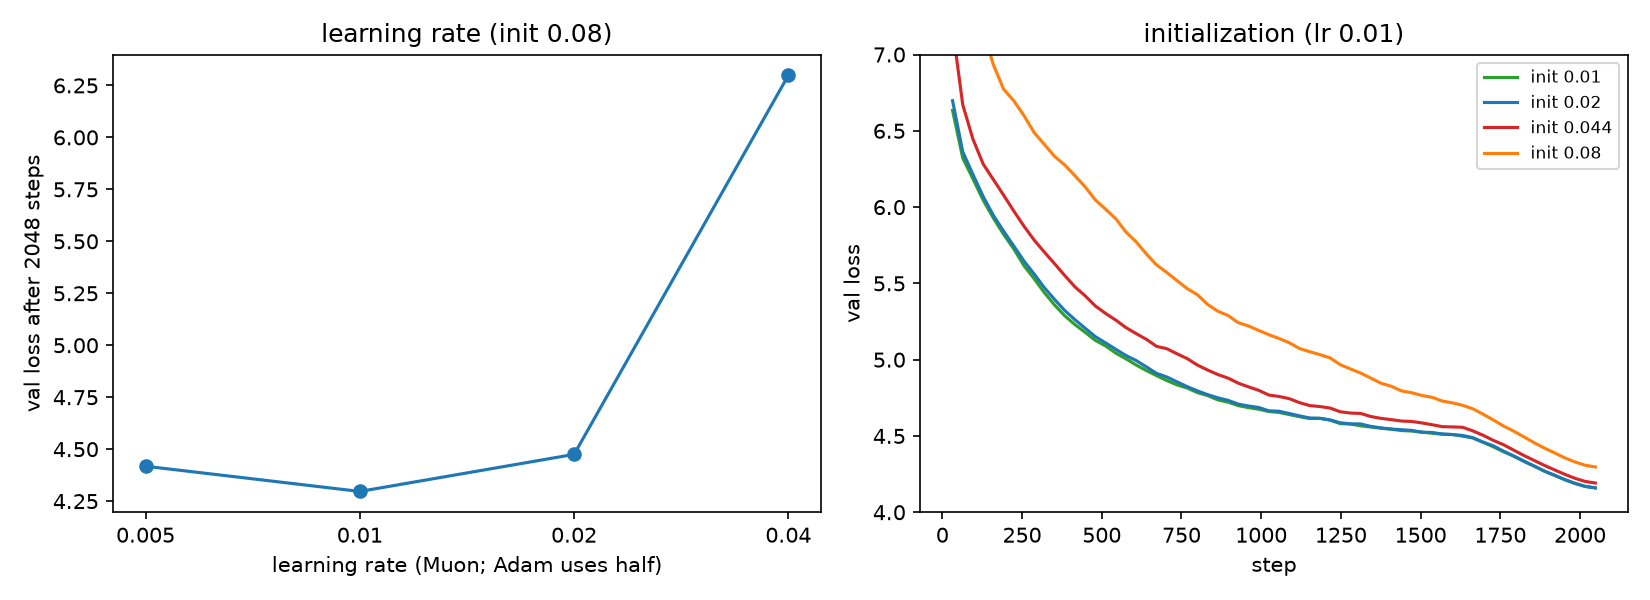 learning rate (init 0.08)
val loss after 2048 steps
6.25
6.00
5.75
5.50
5.25
5.00
4.75
4.50
4.25
0.005 0.01 0.02 0.04
learning rate (Muon; Adam uses half)
initialization (lr 0.01)
val loss
7.0
6.5
6.0
5.5
5.0
4.5
4.0
init 0.01
init 0.02
init 0.044
init 0.08
0 250 500 750 1000 1250 1500 1750 2000
step